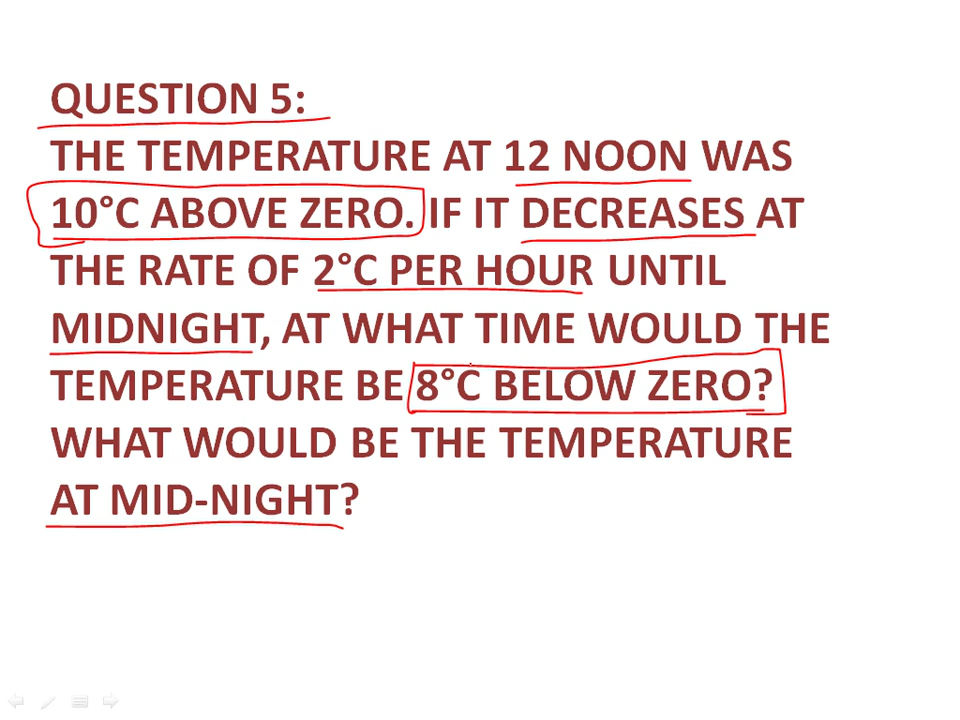 QUESTION 5:
THE TEMPERATURE AT 12 NOON WAS
10°C ABOVE ZERO. IF IT DECREASES AT
THE RATE OF 2°C PER HOUR UNTIL
MIDNIGHT, AT WHAT TIME WOULD THE
TEMPERATURE BE 8°C BELOW ZERO?
WHAT WOULD BE THE TEMPERATURE
AT MID-NIGHT?